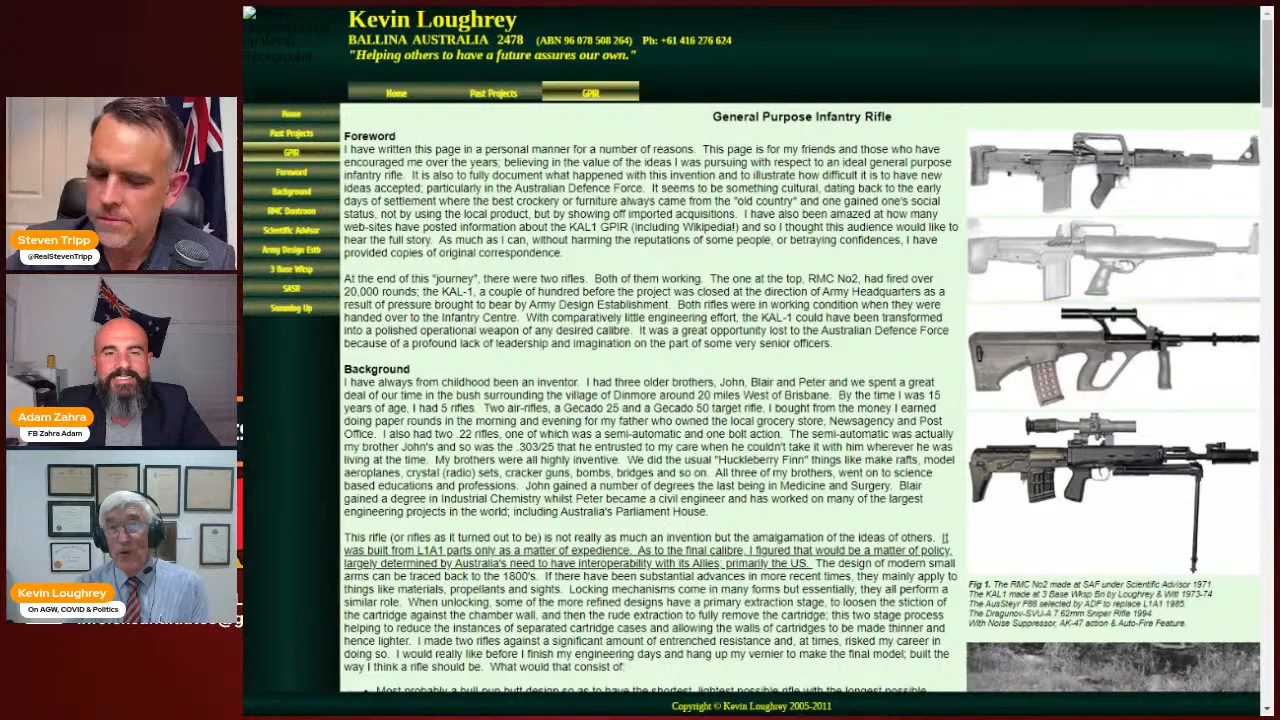 Kevin Loughrey
BALLINA AUSTRALIA 2478 (ABN 96 078 508 264) Ph: +61 416 276 624
"Helping others to have a future assures our own."
Home
Past Projects
GPIR
Home
Past Projects
GPIR
Foreword
Background
RMC Duntroon
Scientific Advisor
Army Design Estb
3 Base Wksp
SASR
Summing Up
General Purpose Infantry Rifle
Foreword
I have written this page in a personal manner for a number of reasons. This page is for my friends and those who have
encouraged me over the years; believing in the value of the ideas I was pursuing with respect to an ideal general purpose
infantry rifle. It is also to fully document what happened with this invention and to illustrate how difficult it is to have new
ideas accepted; particularly in the Australian Defence Force. It seems to be something cultural, dating back to the early
days of settlement where the best crockery or furniture always came from the "old country" and one gained one's social
status, not by using the local product, but by showing off imported acquisitions. I have also been amazed at how many
web-sites have posted information about the KAL1 GPIR (including Wikipedia!) and so I thought this audience would like to
hear the full story. As much as I can, without harming the reputations of some people, or betraying confidences, I have
provided copies of original correspondence.
At the end of this "journey", there were two rifles. Both of them working. The one at the top, RMC No2, had fired over
20,000 rounds; the KAL-1, a couple of hundred before the project was closed at the direction of Army Headquarters as a
result of pressure brought to bear by Army Design Establishment. Both rifles were in working condition when they were
handed over to the Infantry Centre. With comparatively little engineering effort, the KAL-1 could have been transformed
into a polished operational weapon of any desired calibre. It was a great opportunity lost to the Australian Defence Force
because of a profound lack of leadership and imagination on the part of some very senior officers.
Background
I have always from childhood been an inventor. I had three older brothers, John, Blair and Peter and we spent a great
deal of our time in the bush surrounding the village of Dinmore around 20 miles West of Brisbane. By the time I was 15
years of age, I had 5 rifles. Two air-rifles, a Gecado 25 and a Gecado 50 target rifle, I bought from the money I earned
doing paper rounds in the morning and evening for my father who owned the local grocery store, Newsagency and Post
Office. I also had two .22 rifles, one of which was a semi-automatic and one bolt action. The semi-automatic was actually
my brother John's and so was the .303/25 that he entrusted to my care when he couldn't take it with him wherever he was
living at the time. My brothers were all highly inventive. We did the usual "Huckleberry Finn" things like make rafts, model
aeroplanes, crystal (radio) sets, cracker guns, bombs, bridges and so on. All three of my brothers, went on to science
based educations and professions. John gained a number of degrees the last being in Medicine and Surgery. Blair
gained a degree in Industrial Chemistry whilst Peter became a civil engineer and has worked on many of the largest
engineering projects in the world; including Australia's Parliament House.
This rifle (or rifles as it turned out to be) is not really as much an invention but the amalgamation of the ideas of others. It
was built from L1A1 parts only as a matter of expedience. As to the final calibre, I figured that would be a matter of policy,
largely determined by Australia's need to have interoperability with its Allies; primarily the US. The design of modern small
arms can be traced back to the 1800's. If there have been substantial advances in more recent times, they mainly apply to
things like materials, propellants and sights. Locking mechanisms come in many forms but essentially, they all perform a
similar role. When unlocking, some of the more refined designs have a primary extraction stage, to loosen the stiction of
the cartridge against the chamber wall, and then the rude extraction to fully remove the cartridge; this two stage process
helping to reduce the instances of separated cartridge cases and allowing the walls of cartridges to be made thinner and
hence lighter. I made two rifles against a significant amount of entrenched resistance and, at times, risked my career in
doing so. I would really like before I finish my engineering days and hang up my vernier to make the final model; built the
way I think a rifle should be. What would that consist of:
Most probably a bull-pup butt design so as to have the shortest, lightest possible rifle with the longest possible
Fig 1. The RMC No2 made at SAF under Scientific Advisor 1971.
The KAL1 made at 3 Base Wksp Bn by Loughrey & Witt 1973-74
The AusSteyr F88 selected by ADF to replace L1A1 1985.
The Dragunov-SVU-A 7.62mm Sniper Rifle 1994
With Noise Suppressor, AK-47 action & Auto-Fire Feature.
Copyright © Kevin Loughrey 2005-2011
Steven Tripp
@RealStevenTripp
Adam Zahra
FB Zahra Adam
Kevin Loughrey
On AGW, COVID & Politics